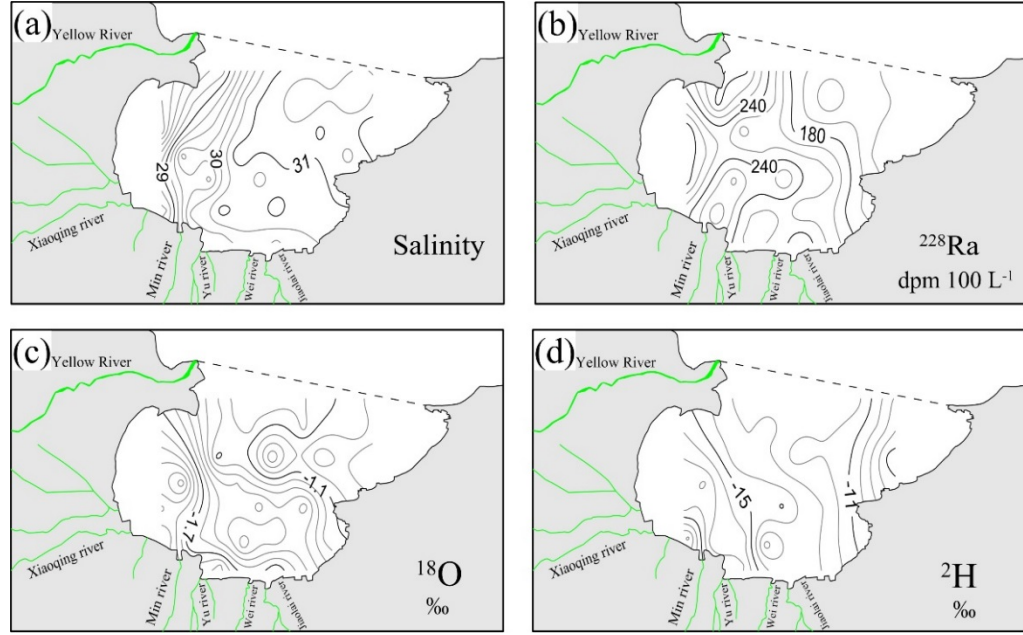 (a)
Yellow River
29
30
31
Xiaoqing river
Min river
Yu river
Wei river
Jiaolai river
Salinity
(b)
Yellow River
240
180
240
Xiaoqing river
Min river
Yu river
Wei river
Jiaolai river
²²⁸Ra
dpm 100 L⁻¹
(c)
Yellow River
-1.1
-1.7
Xiaoqing river
Min river
Yu river
Wei river
Jiaolai river
¹⁸O
‰
(d)
Yellow River
-15
-11
Xiaoqing river
Min river
Yu river
Wei river
Jiaolai river
²H
‰